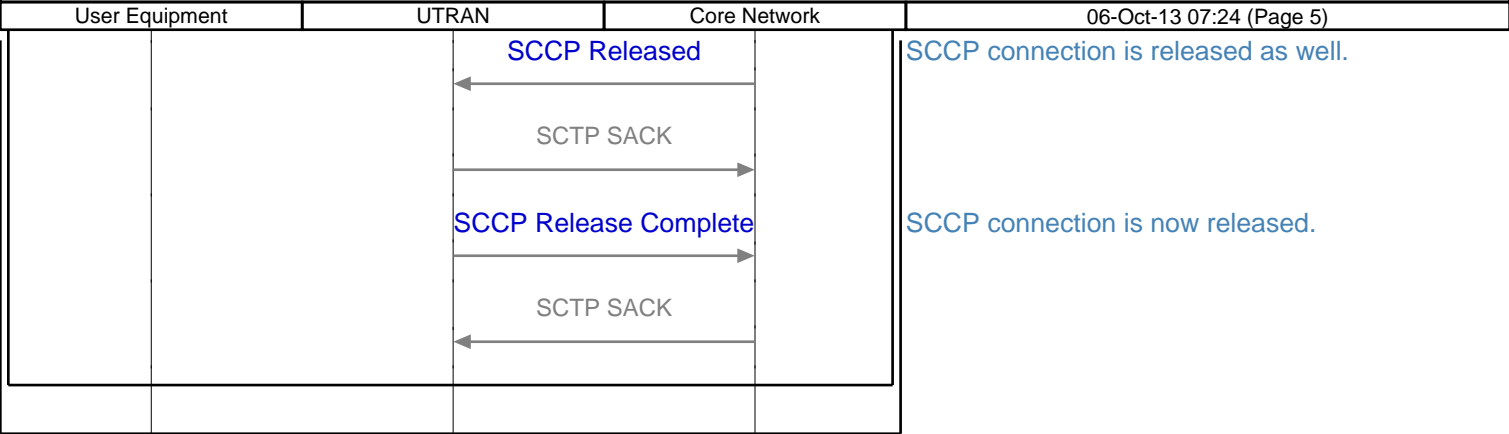 User Equipment UTRAN Core Network 06-Oct-13 07:24 (Page 5)
SCCP Released SCCP connection is released as well.
SCTP SACK
SCCP Release Complete SCCP connection is now released.
SCTP SACK